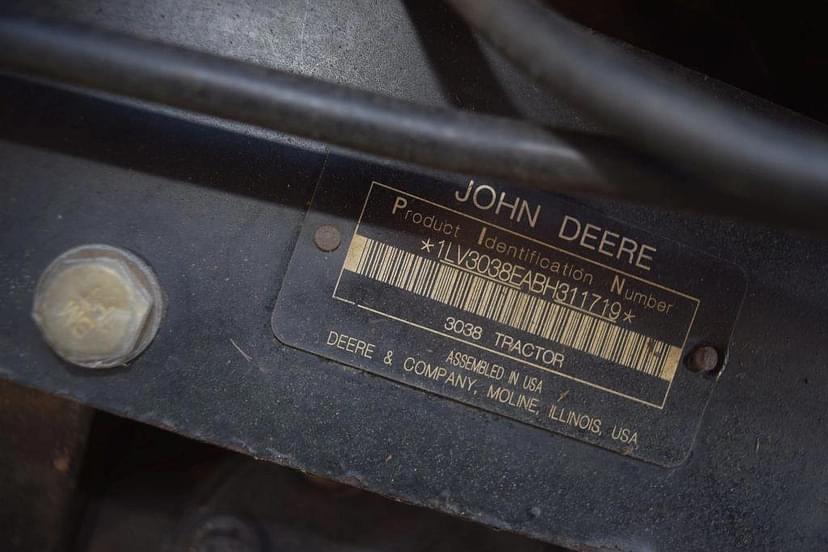 JOHN DEERE
Product Identification Number
*1LV3038EABH311719*
3038 TRACTOR
ASSEMBLED IN USA
DEERE & COMPANY, MOLINE, ILLINOIS, USA